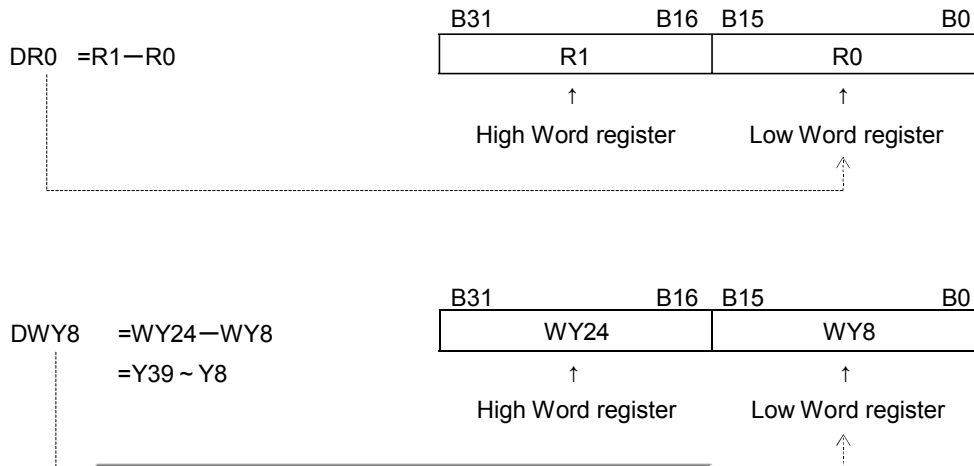 B31 B16 B15 B0
DR0 =R1—R0 R1 R0
↑ ↑
High Word register Low Word register
B31 B16 B15 B0
DWY8 =WY24—WY8 WY24 WY8
=Y39 ~ Y8 ↑ ↑
High Word register Low Word register